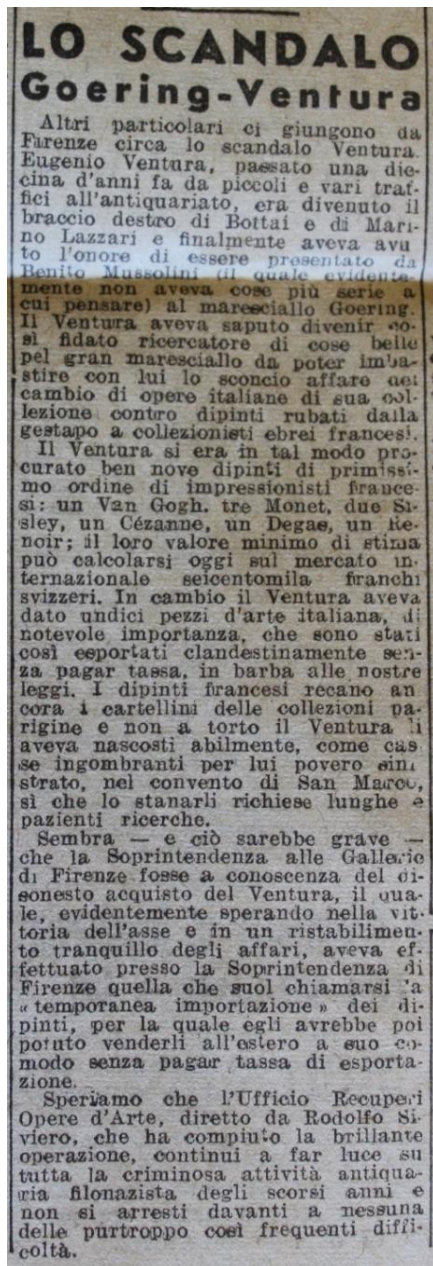 LO SCANDALO
Goering-Ventura
Altri particolari ci giungono da
Firenze circa lo scandalo Ventura.
Eugenio Ventura, passato una die-
cina d'anni fa da piccoli e vari traf-
fici all'antiquariato, era divenuto il
braccio destro di Bottai e di Mari-
no Lazzari e finalmente aveva avu
to l'onore di essere presentato da
Benito Mussolini (il quale evidente-
mente non aveva cose più serie a
cui pensare) al maresciallo Goering.
Il Ventura aveva saputo divenir co-
sì fidato ricercatore di cose belle
pel gran maresciallo da poter imba-
stire con lui lo sconcio affare del
cambio di opere italiane di sua col-
lezione contro dipinti rubati dalla
gestapo a collezionisti ebrei francesi.
Il Ventura si era in tal modo pro-
curato ben nove dipinti di primissi-
mo ordine di impressionisti france-
si: un Van Gogh, tre Monet, due Si-
sley, un Cézanne, un Degas, un Re-
noir; il loro valore minimo di stima
può calcolarsi oggi sul mercato in-
ternazionale seicentomila franchi
svizzeri. In cambio il Ventura aveva
dato undici pezzi d'arte italiana, di
notevole importanza, che sono stati
così esportati clandestinamente sen-
za pagar tassa, in barba alle nostre
leggi. I dipinti francesi recano an
cora i cartellini delle collezioni pa-
rigine e non a torto il Ventura li
aveva nascosti abilmente, come cas
se ingombranti per lui povero sini
strato, nel convento di San Marco,
sì che lo stanarli richiese lunghe e
pazienti ricerche.
Sembra — e ciò sarebbe grave —
che la Soprintendenza alle Gallerie
di Firenze fosse a conoscenza del di-
sonesto acquisto del Ventura, il qua-
le, evidentemente sperando nella vit-
toria dell'asse e in un ristabilimen-
to tranquillo degli affari, aveva ef-
fettuato presso la Soprintendenza di
Firenze quella che suol chiamarsi la
« temporanea importazione » dei di-
pinti, per la quale egli avrebbe poi
potuto venderli all'estero a suo co-
modo senza pagar tassa di esporta-
zione.
Speriamo che l'Ufficio Recuperi
Opere d'Arte, diretto da Rodolfo Si-
viero, che ha compiuto la brillante
operazione, continui a far luce su
tutta la criminosa attività antiqua-
ria filonazista degli scorsi anni e
non si arresti davanti a nessuna
delle purtroppo così frequenti diffi-
coltà.